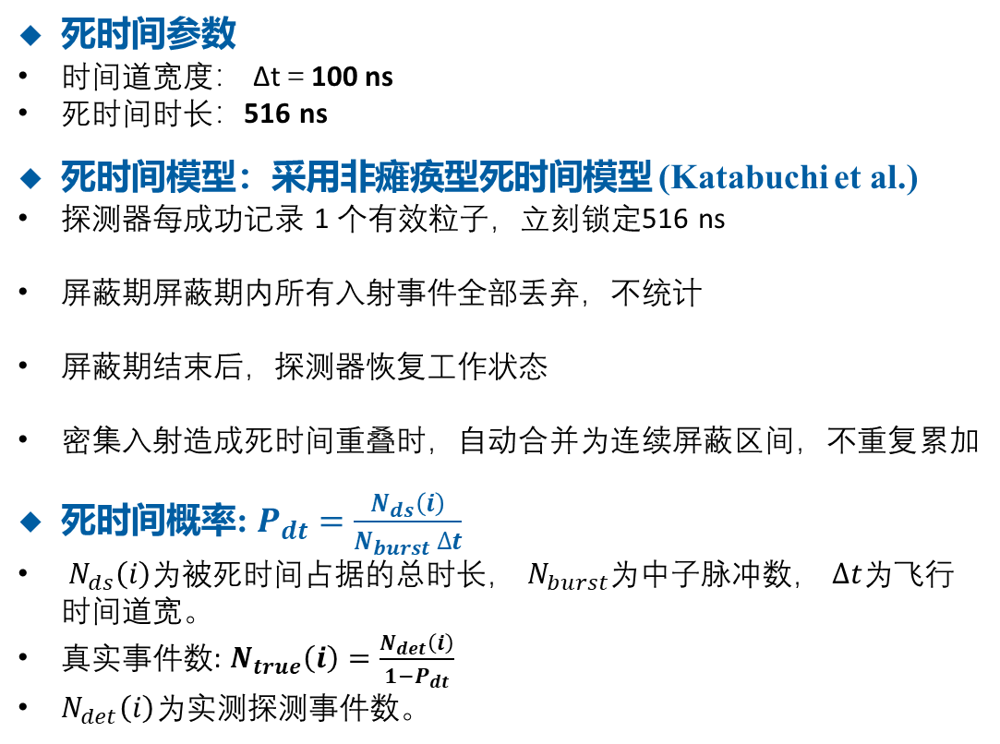 ◆ 死时间参数
• 时间道宽度： Δt = 100 ns
• 死时间时长：516 ns
◆ 死时间模型：采用非瘫痪型死时间模型 (Katabuchi et al.)
• 探测器每成功记录 1 个有效粒子，立刻锁定516 ns
• 屏蔽期屏蔽期内所有入射事件全部丢弃，不统计
• 屏蔽期结束后，探测器恢复工作状态
• 密集入射造成死时间重叠时，自动合并为连续屏蔽区间，不重复累加
◆ 死时间概率: P_{dt} = \frac{N_{ds}(i)}{N_{burst} Δt}
• N_{ds}(i)为被死时间占据的总时长， N_{burst}为中子脉冲数， Δt为飞行
时间道宽。
• 真实事件数: N_{true}(i) = \frac{N_{det}(i)}{1−P_{dt}}
• N_{det}(i)为实测探测事件数。